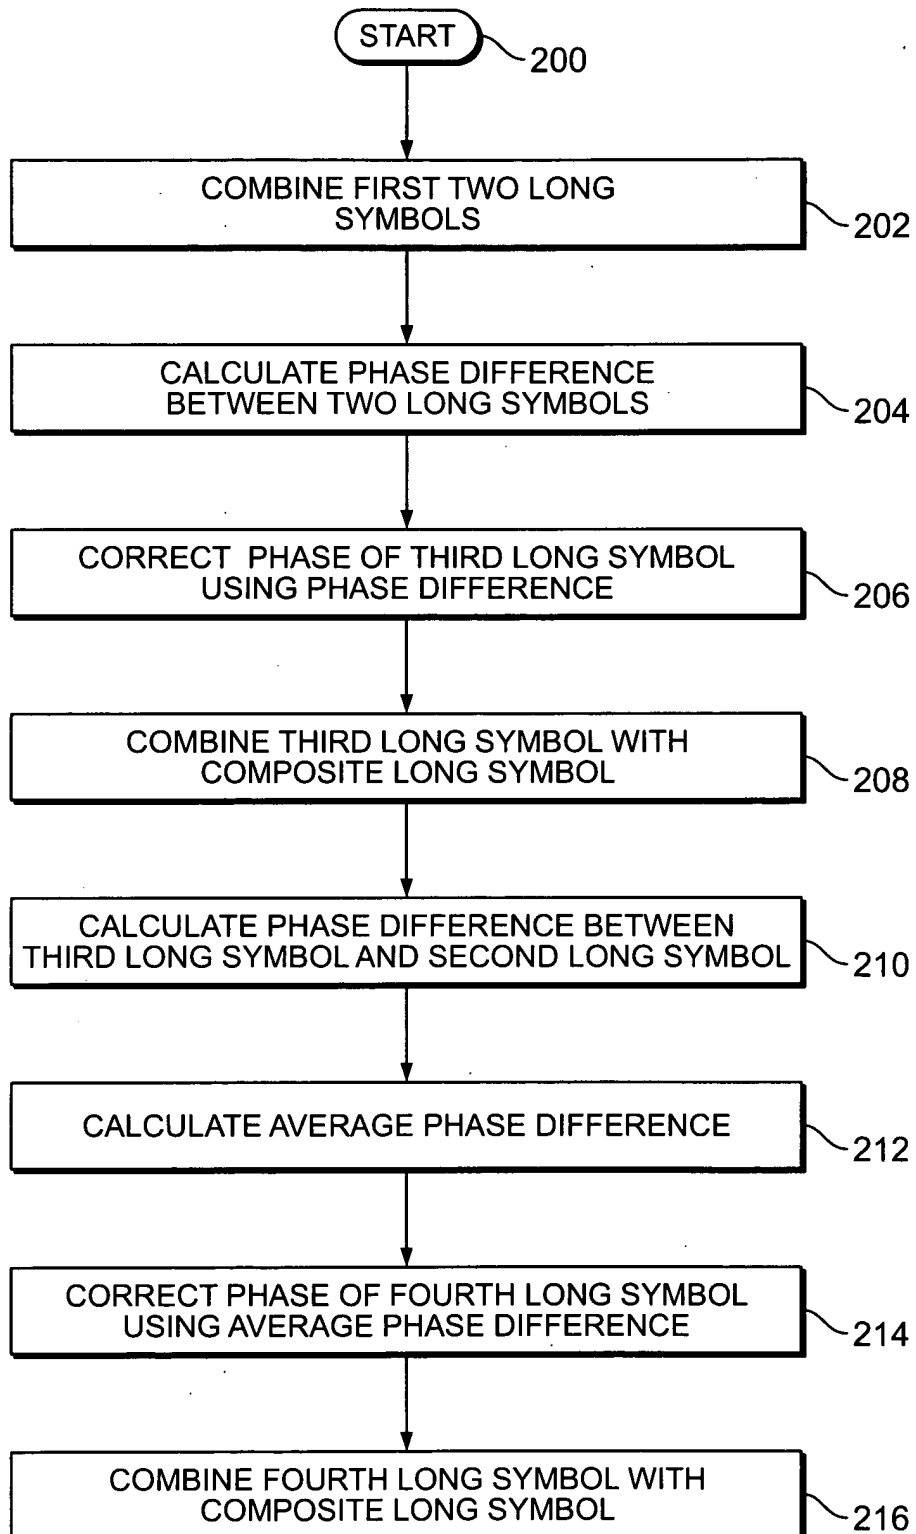 START
200
COMBINE FIRST TWO LONG
SYMBOLS
202
CALCULATE PHASE DIFFERENCE
BETWEEN TWO LONG SYMBOLS
204
CORRECT PHASE OF THIRD LONG SYMBOL
USING PHASE DIFFERENCE
206
COMBINE THIRD LONG SYMBOL WITH
COMPOSITE LONG SYMBOL
208
CALCULATE PHASE DIFFERENCE BETWEEN
THIRD LONG SYMBOL AND SECOND LONG SYMBOL
210
CALCULATE AVERAGE PHASE DIFFERENCE
212
CORRECT PHASE OF FOURTH LONG SYMBOL
USING AVERAGE PHASE DIFFERENCE
214
COMBINE FOURTH LONG SYMBOL WITH
COMPOSITE LONG SYMBOL
216